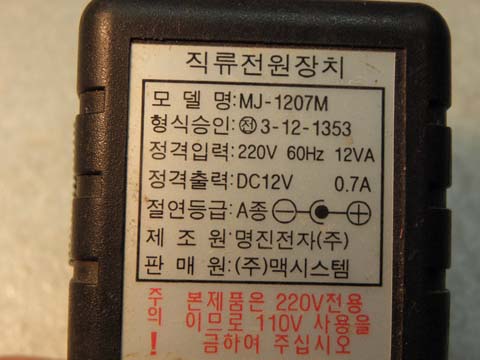 직류전원장치
모델명:MJ-1207M
형식승인:㉠3-12-1353
정격입력:220V 60Hz 12VA
정격출력:DC12V 0.7A
절연등급:A종
제조원:명진전자(주)
판매원:(주)맥시스템
주의! 본제품은 220V전용
이므로 110V 사용을
금하여 주십시오